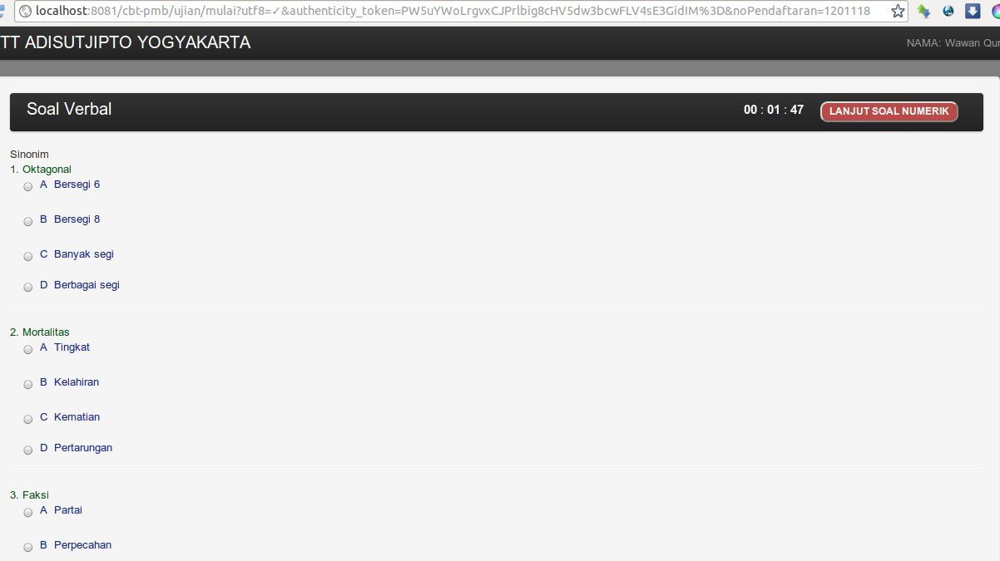 localhost:8081/cbt-pmb/ujian/mulai?utf8=✓&authenticity_token=PW5uYWoLrgvxCJPrlbig8cHV5dw3bcwFLV4sE3GidIM%3D&noPendaftaran=1201118
TT ADISUTJIPTO YOGYAKARTA
NAMA: Wawan Qur
Soal Verbal
00 : 01 : 47
LANJUT SOAL NUMERIK
Sinonim
1. Oktagonal
A Bersegi 6
B Bersegi 8
C Banyak segi
D Berbagai segi
2. Mortalitas
A Tingkat
B Kelahiran
C Kematian
D Pertarungan
3. Faksi
A Partai
B Perpecahan